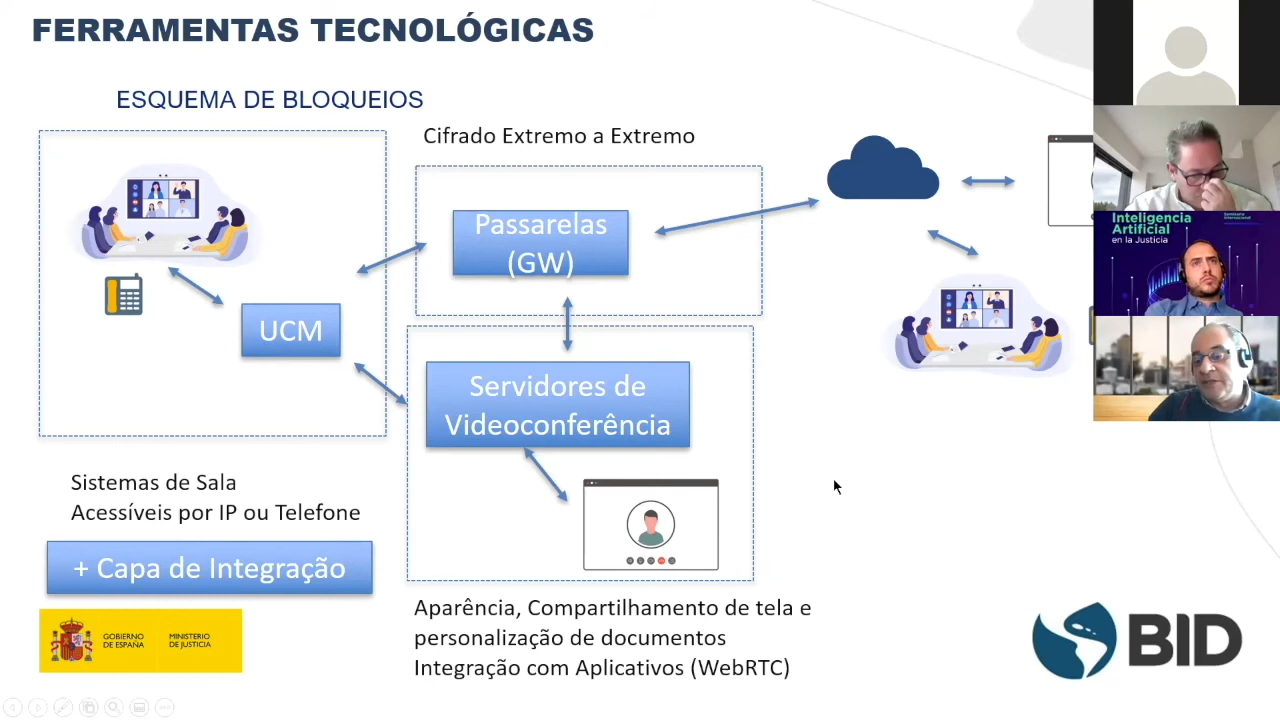 FERRAMENTAS TECNOLÓGICAS
ESQUEMA DE BLOQUEIOS
Cifrado Extremo a Extremo
Passarelas
(GW)
UCM
Servidores de
Videoconferência
Sistemas de Sala
Acessíveis por IP ou Telefone
+ Capa de Integração
Aparência, Compartilhamento de tela e
personalização de documentos
Integração com Aplicativos (WebRTC)
GOBIERNO
DE ESPAÑA
MINISTERIO
DE JUSTICIA
BID
Inteligencia
Artificial
en la Justicia
Seminario
Internacional